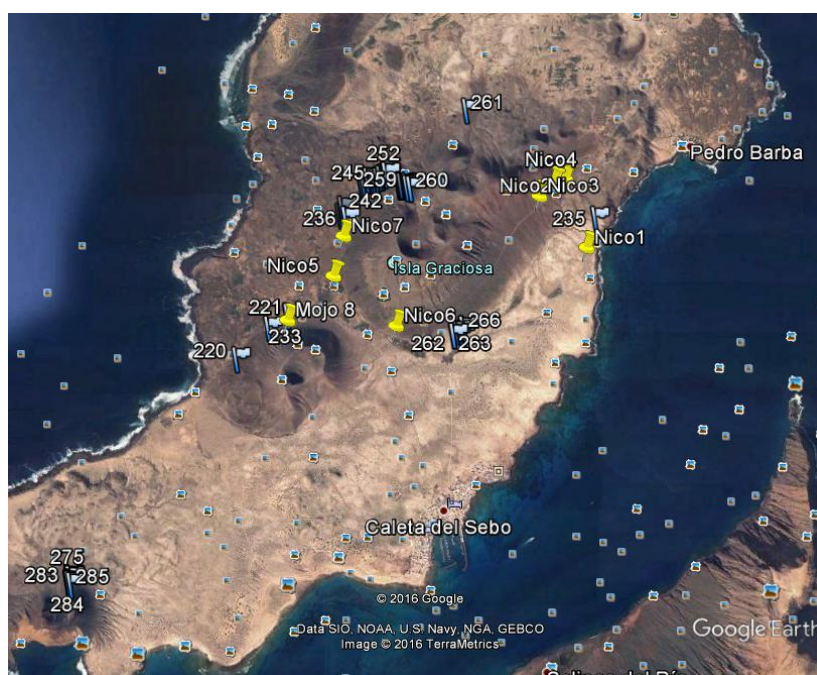 261
Pedro Barba
252
Nico4
245
259
260
Nico2
Nico3
242
236
Nico7
235
Nico1
Nico5
Isla Graciosa
221
Mojo 8
Nico6
266
233
262
263
220
Caleta del Sebo
275
283
285
284
© 2016 Google
Data SIO, NOAA, U.S. Navy, NGA, GEBCO
Image © 2016 TerraMetrics
Google Earth